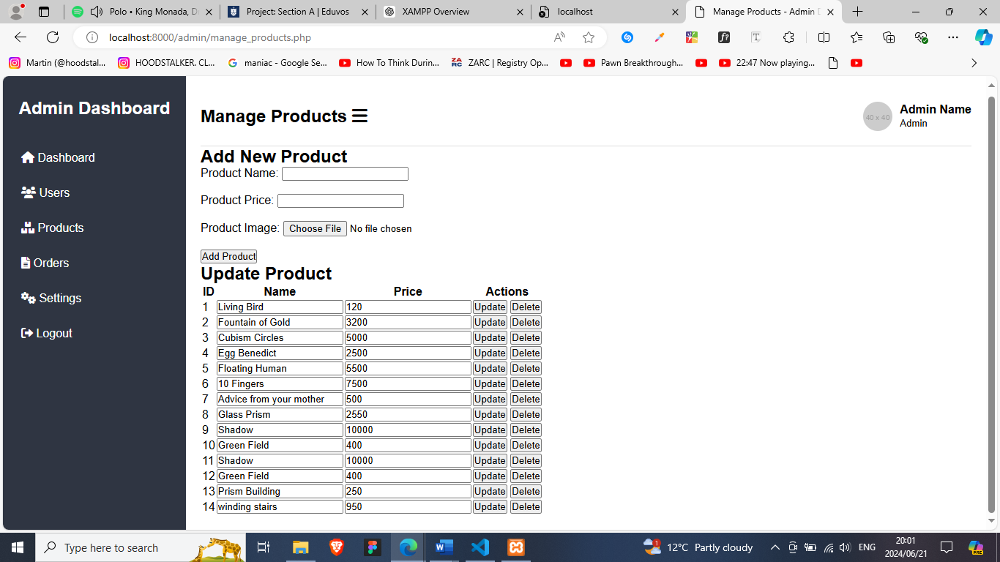 Polo • King Monada, D
Project: Section A | Eduvos
XAMPP Overview
localhost
Manage Products - Admin D
localhost:8000/admin/manage_products.php
Martin (@hoodstal...
HOODSTALKER. CL...
maniac - Google Se...
How To Think Durin...
ZARC | Registry Op...
Pawn Breakthrough...
22:47 Now playing...
Admin Dashboard
Dashboard
Users
Products
Orders
Settings
Logout
Manage Products
40 x 40
Admin Name
Admin
Add New Product
Product Name:
Product Price:
Product Image: Choose File No file chosen
Add Product
Update Product
ID Name Price Actions
1 Living Bird 120 Update Delete
2 Fountain of Gold 3200 Update Delete
3 Cubism Circles 5000 Update Delete
4 Egg Benedict 2500 Update Delete
5 Floating Human 5500 Update Delete
6 10 Fingers 7500 Update Delete
7 Advice from your mother 500 Update Delete
8 Glass Prism 2550 Update Delete
9 Shadow 10000 Update Delete
10 Green Field 400 Update Delete
11 Shadow 10000 Update Delete
12 Green Field 400 Update Delete
13 Prism Building 250 Update Delete
14 winding stairs 950 Update Delete
Type here to search
12°C Partly cloudy
ENG
20:01
2024/06/21